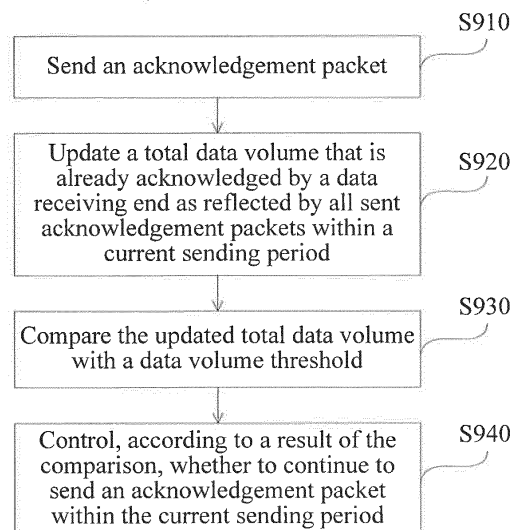 S910
Send an acknowledgement packet
Update a total data volume that is
already acknowledged by a data
receiving end as reflected by all sent
acknowledgement packets within a
current sending period
S920
S930
Compare the updated total data volume
with a data volume threshold
Control, according to a result of the
comparison, whether to continue to
send an acknowledgement packet
within the current sending period
S940